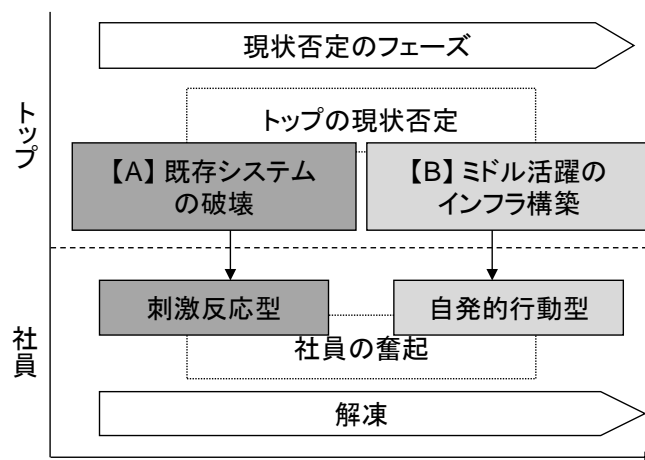 現状否定のフェーズ
トップ
トップの現状否定
【A】既存システム
の破壊
【B】ミドル活躍の
インフラ構築
刺激反応型
自発的行動型
社員
社員の奮起
解凍